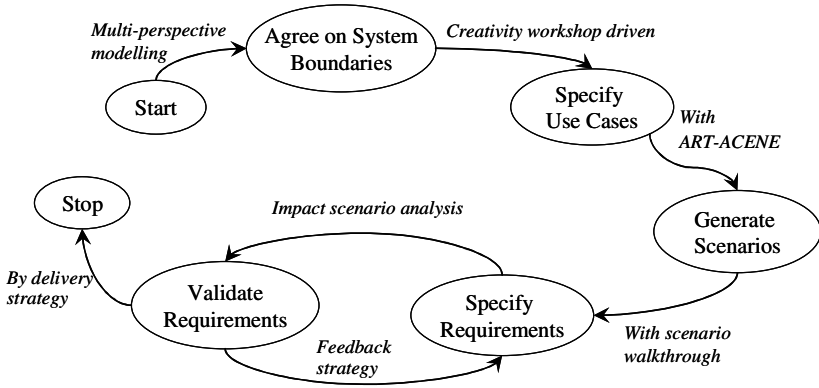 Multi-perspective
modelling
Start
Agree on System
Boundaries
Creativity workshop driven
Specify
Use Cases
With
ART-ACENE
Generate
Scenarios
With scenario
walkthrough
Specify
Requirements
Impact scenario analysis
Validate
Requirements
Feedback
strategy
By delivery
strategy
Stop